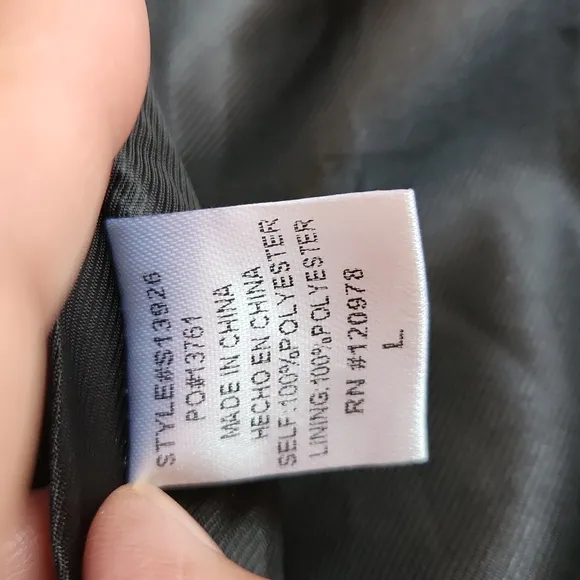 STYLE#S13926
PO#13761
MADE IN CHINA
HECHO EN CHINA
SELF:100%POLYESTER
LINING:100%POLYESTER
RN #120978
L